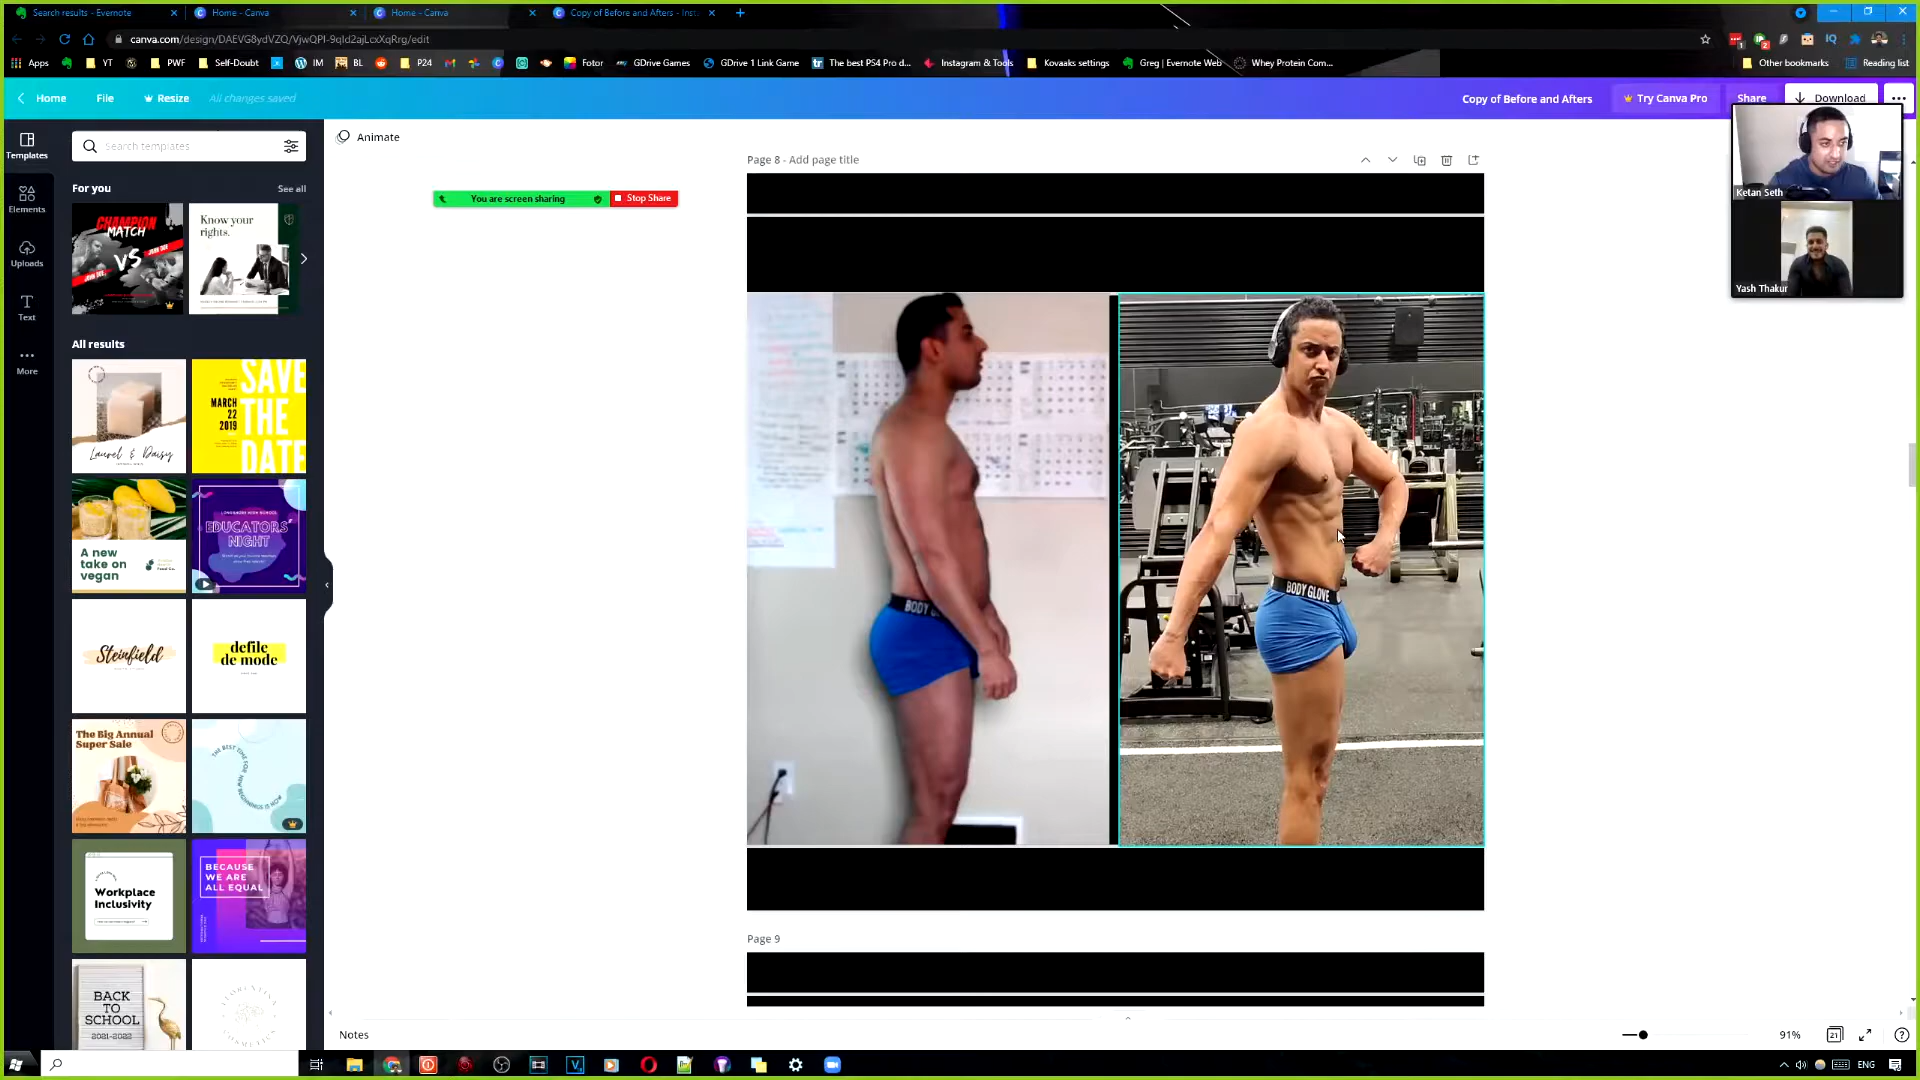 Search results - Evernote
Home - Canva
Home - Canva
Copy of Before and Afters - Inst
canva.com/design/DAEVG8ydVZQ/VjwQPI-9qId2ajLcxXqRrg/edit
Apps
YT
PWF
Self-Doubt
IM
BL
P24
Fotor
GDrive Games
GDrive 1 Link Game
The best PS4 Pro d...
Instagram & Tools
Kovaaks settings
Greg | Evernote Web
Whey Protein Com...
Other bookmarks
Reading list
Home
File
Resize
All changes saved
Copy of Before and Afters
Try Canva Pro
Share
Download
Templates
Elements
Uploads
Text
More
Search templates
For you
See all
CHAMPION
MATCH
VS
JOHN DOE
JOHN DOE
Know your
rights.
All results
Laurel & Daisy
SAVE
THE
DATE
MARCH
22
2019
A new
take on
vegan
EDUCATORS'
NIGHT
Steinfield
defile
de mode
The Big Annual
Super Sale
Workplace
Inclusivity
BECAUSE
WE ARE
ALL EQUAL
BACK
TO
SCHOOL
2021-2022
Animate
You are screen sharing
Stop Share
Page 8 - Add page title
BODY G
BODY GLOVE
Page 9
Ketan Seth
Yash Thakur
Notes
91%
21
ENG